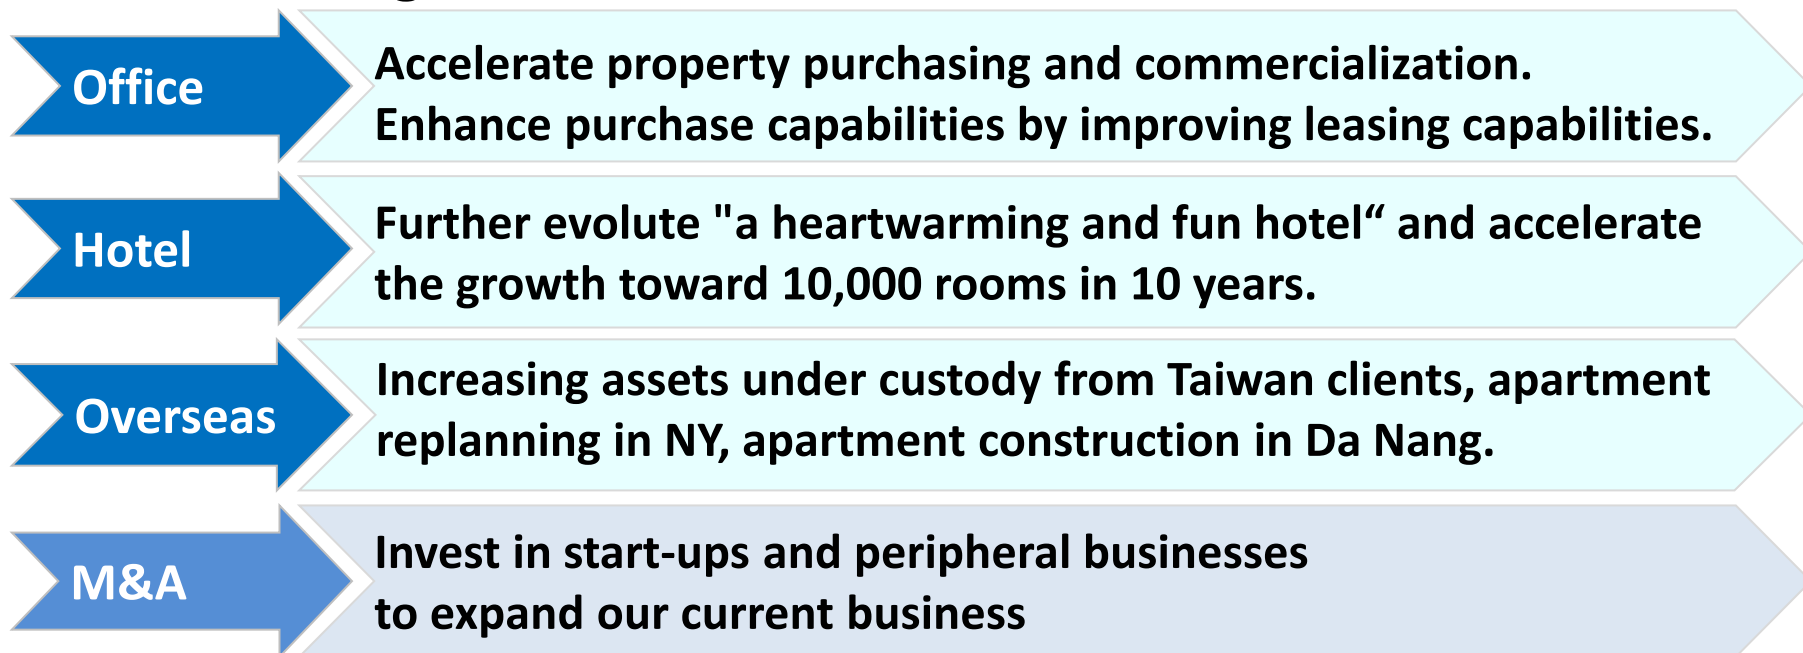 Office
Accelerate property purchasing and commercialization.
Enhance purchase capabilities by improving leasing capabilities.
Hotel
Further evolute "a heartwarming and fun hotel“ and accelerate
the growth toward 10,000 rooms in 10 years.
Overseas
Increasing assets under custody from Taiwan clients, apartment
replanning in NY, apartment construction in Da Nang.
M&A
Invest in start-ups and peripheral businesses
to expand our current business